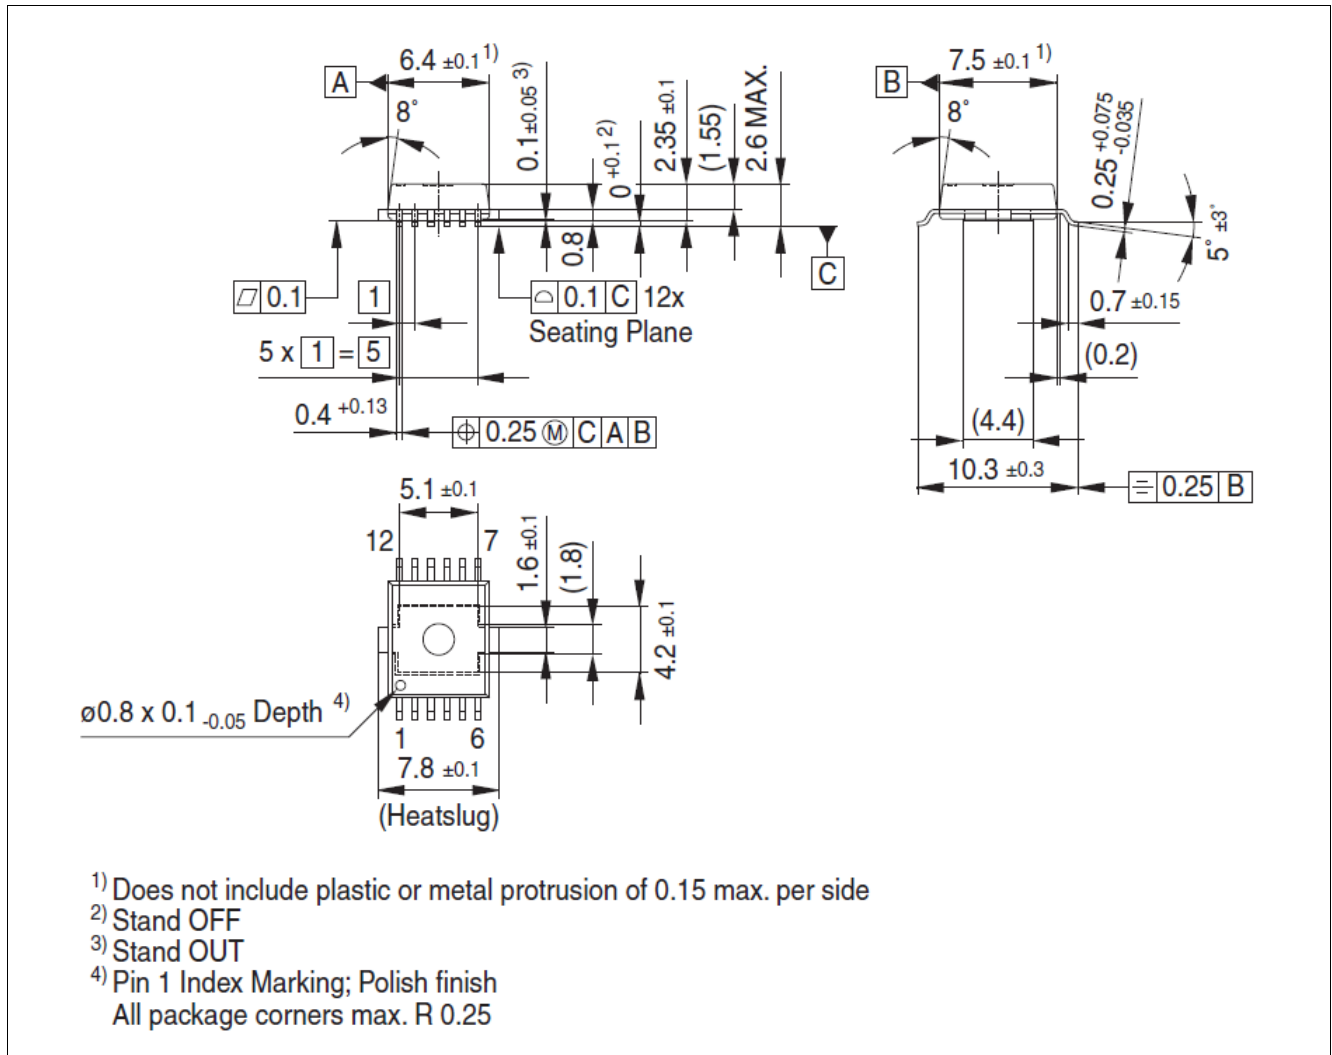 6.4 ±0.1 1)
A
8°
0.1±0.05 3)
0 +0.1 2)
2.35 ±0.1
(1.55)
2.6 MAX.
0.8
C
⏥ 0.1
1
⌓ 0.1 C 12x
Seating Plane
5 x 1 = 5
0.4 +0.13
⌖ 0.25 Ⓜ C A B
7.5 ±0.1 1)
B
8°
0.25 +0.075 -0.035
5° ±3°
0.7 ±0.15
(0.2)
(4.4)
10.3 ±0.3
⌯ 0.25 B
5.1 ±0.1
12 7
1.6 ±0.1
(1.8)
4.2 ±0.1
ø0.8 x 0.1 -0.05 Depth 4)
1 6
7.8 ±0.1
(Heatslug)
1) Does not include plastic or metal protrusion of 0.15 max. per side
2) Stand OFF
3) Stand OUT
4) Pin 1 Index Marking; Polish finish
All package corners max. R 0.25